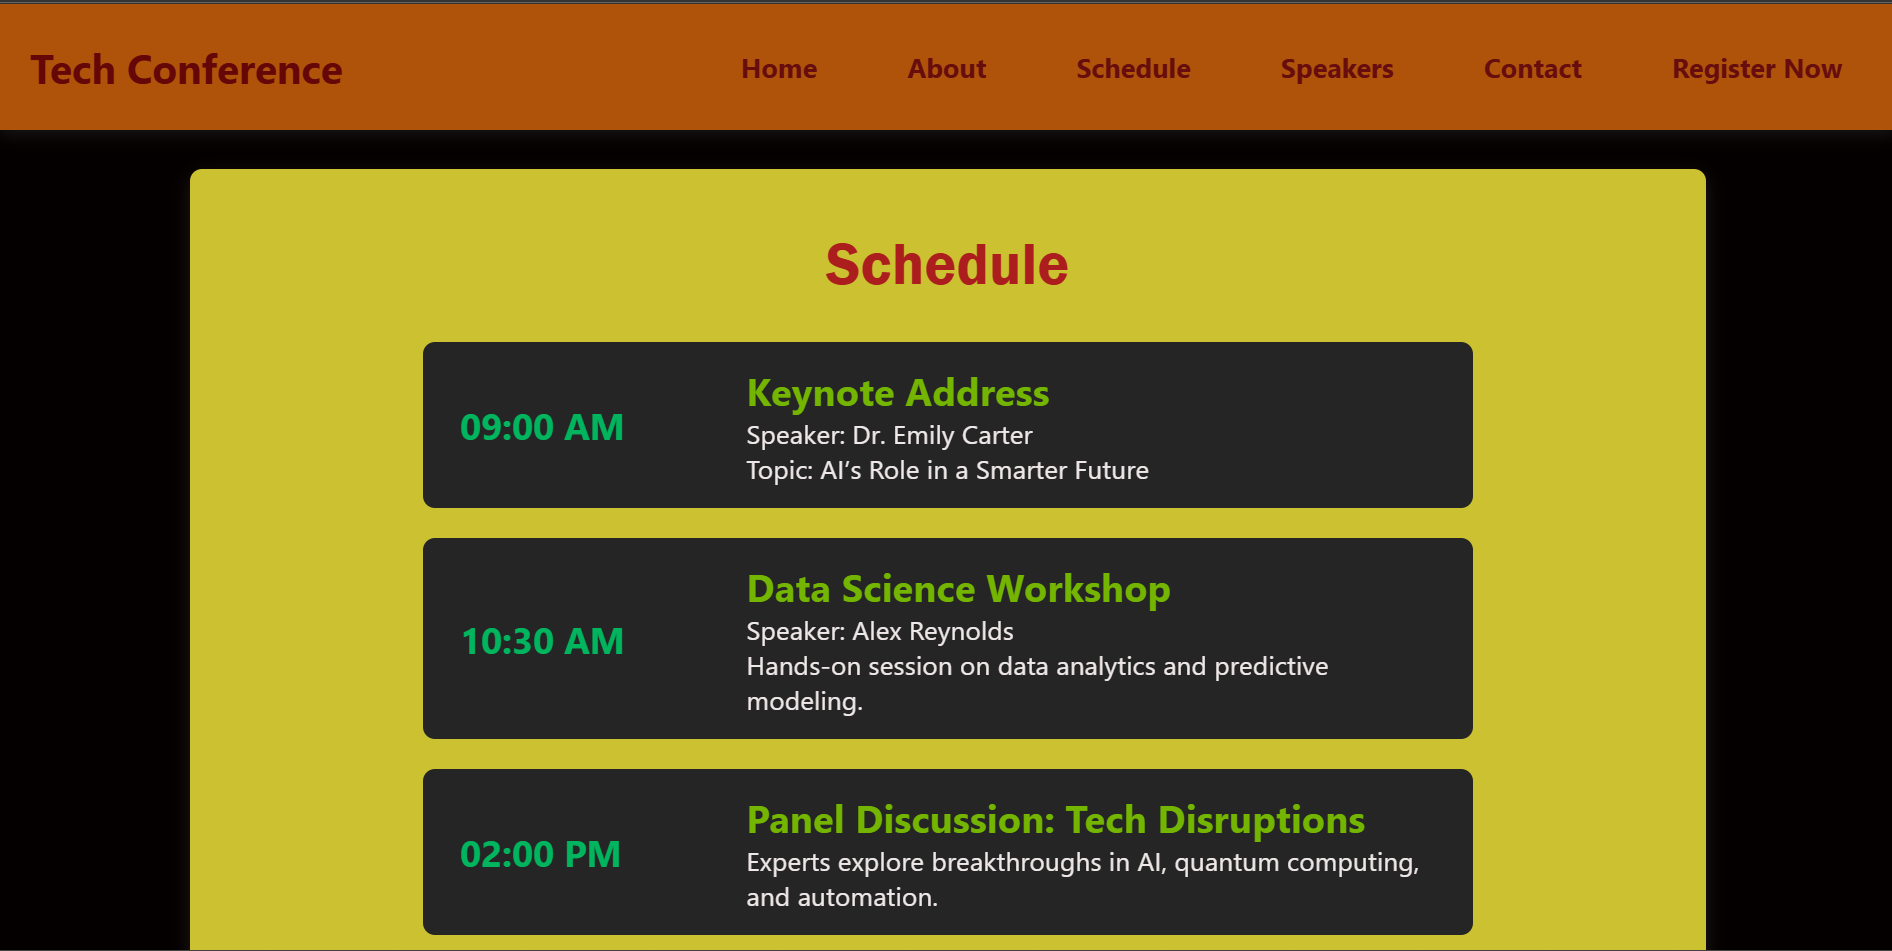 Tech Conference
Home About Schedule Speakers Contact Register Now
Schedule
09:00 AM
Keynote Address
Speaker: Dr. Emily Carter
Topic: AI’s Role in a Smarter Future
10:30 AM
Data Science Workshop
Speaker: Alex Reynolds
Hands-on session on data analytics and predictive
modeling.
02:00 PM
Panel Discussion: Tech Disruptions
Experts explore breakthroughs in AI, quantum computing,
and automation.